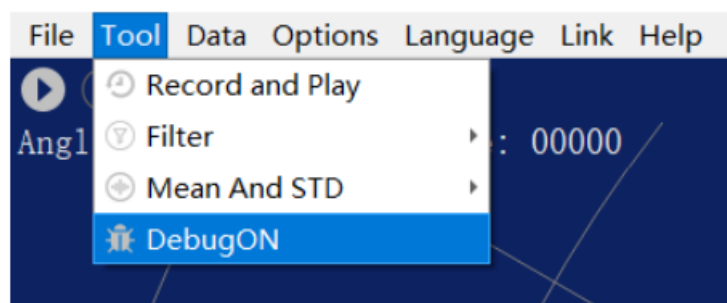 File Tool Data Options Language Link Help
Record and Play
Angl
Filter
: 00000
Mean And STD
DebugON